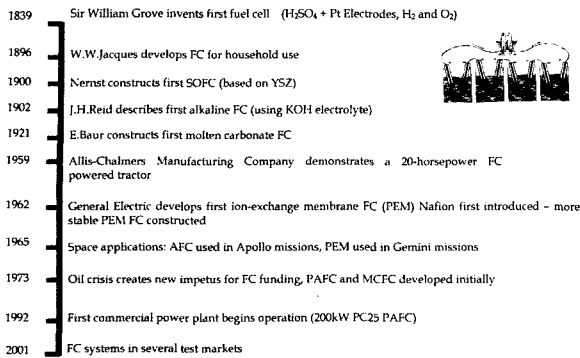 1839 Sir William Grove invents first fuel cell (H₂SO₄ + Pt Electrodes, H₂ and O₂)
1896 W.W.Jacques develops FC for household use
1900 Nernst constructs first SOFC (based on YSZ)
1902 J.H.Reid describes first alkaline FC (using KOH electrolyte)
1921 E.Baur constructs first molten carbonate FC
1959 Allis-Chalmers Manufacturing Company demonstrates a 20-horsepower FC
powered tractor
1962 General Electric develops first ion-exchange membrane FC (PEM) Nafion first introduced – more
stable PEM FC constructed
1965 Space applications: AFC used in Apollo missions, PEM used in Gemini missions
1973 Oil crisis creates new impetus for FC funding, PAFC and MCFC developed initially
1992 First commercial power plant begins operation (200kW PC25 PAFC)
2001 FC systems in several test markets